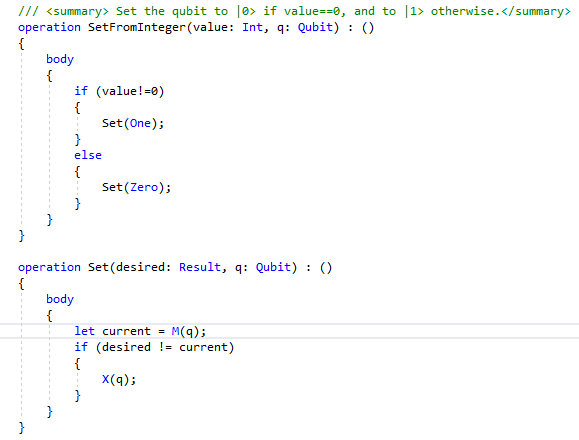 /// <summary> Set the qubit to |0> if value==0, and to |1> otherwise.</summary>
operation SetFromInteger(value: Int, q: Qubit) : ()
{
    body
    {
        if (value!=0)
        {
            Set(One);
        }
        else
        {
            Set(Zero);
        }
    }
}

operation Set(desired: Result, q: Qubit) : ()
{
    body
    {
        let current = M(q);
        if (desired != current)
        {
            X(q);
        }
    }
}